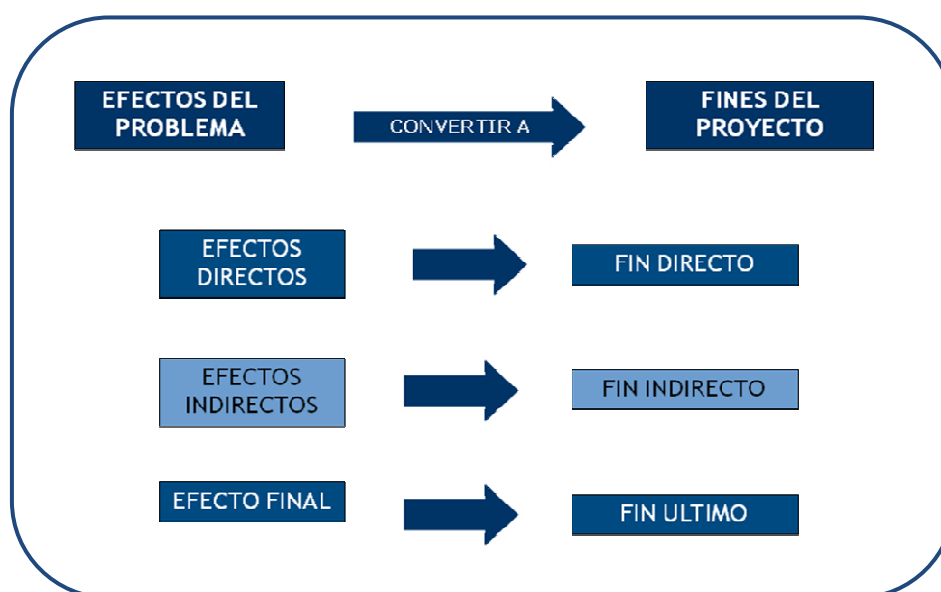 EFECTOS DEL
PROBLEMA
CONVERTIR A
FINES DEL
PROYECTO
EFECTOS
DIRECTOS
FIN DIRECTO
EFECTOS
INDIRECTOS
FIN INDIRECTO
EFECTO FINAL
FIN ULTIMO